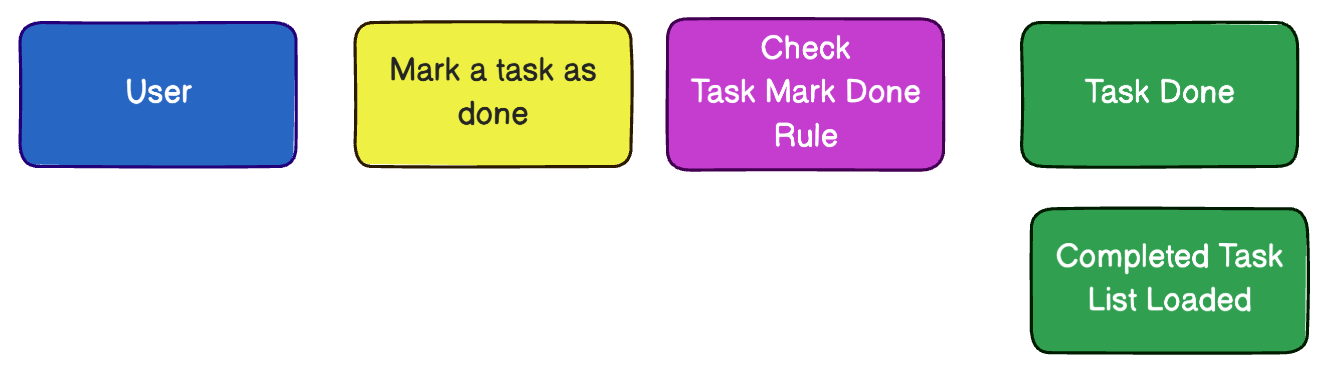 User
Mark a task as
done
Check
Task Mark Done
Rule
Task Done
Completed Task
List Loaded